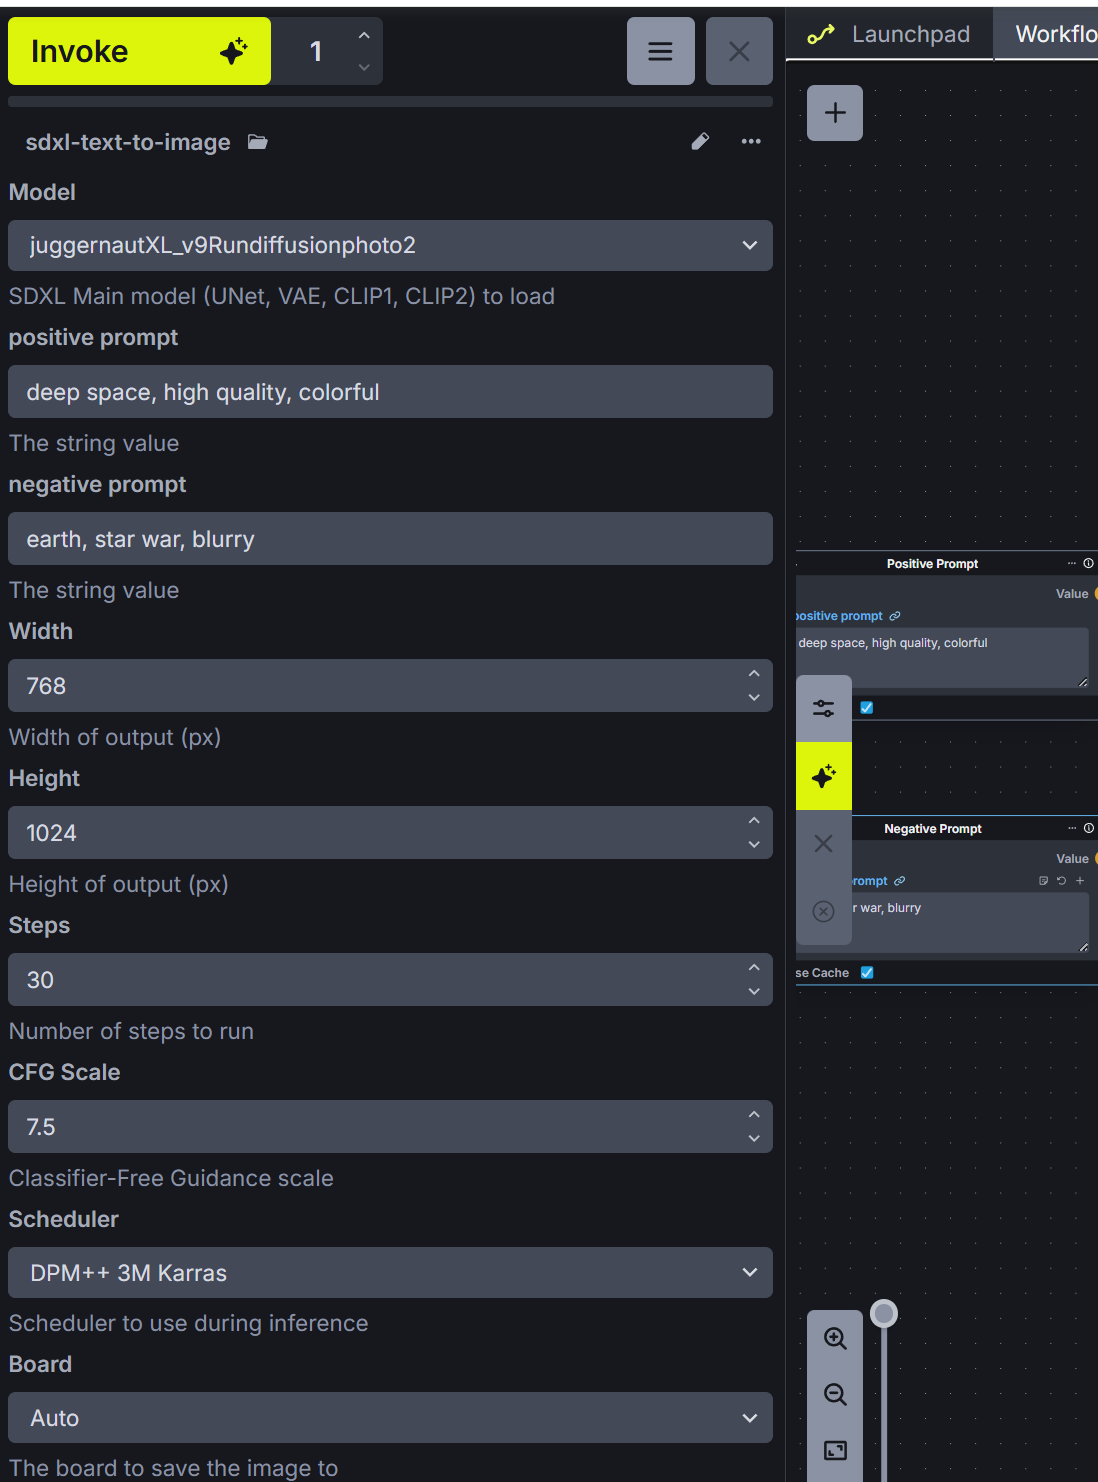 Invoke
1
Launchpad
Workflo
sdxl-text-to-image
Model
juggernautXL_v9Rundiffusionphoto2
SDXL Main model (UNet, VAE, CLIP1, CLIP2) to load
positive prompt
deep space, high quality, colorful
The string value
negative prompt
earth, star war, blurry
The string value
Width
768
Width of output (px)
Height
1024
Height of output (px)
Steps
30
Number of steps to run
CFG Scale
7.5
Classifier-Free Guidance scale
Scheduler
DPM++ 3M Karras
Scheduler to use during inference
Board
Auto
The board to save the image to
Positive Prompt
Value
positive prompt
deep space, high quality, colorful
Negative Prompt
Value
rompt
r war, blurry
se Cache